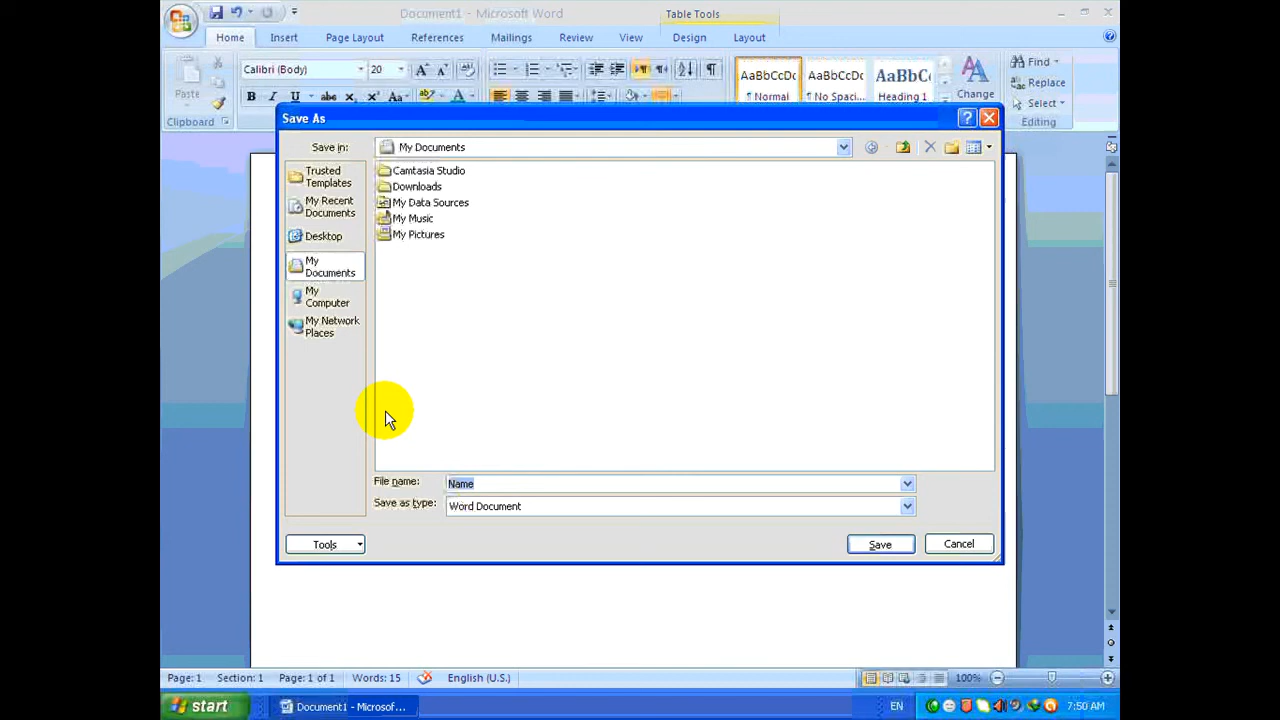 Document1 - Microsoft Word
Table Tools
Home Insert Page Layout References Mailings Review View Design Layout
Paste
Calibri (Body) 20
AaBbCcDc AaBbCcDc AaBbCc
¶ Normal ¶ No Spaci... Heading 1
Change
Find
Replace
Select
Clipboard
Editing
Save As
Save in: My Documents
Trusted Templates
My Recent Documents
Desktop
My Documents
My Computer
My Network Places
Camtasia Studio
Downloads
My Data Sources
My Music
My Pictures
File name: Name
Save as type: Word Document
Tools
Save
Cancel
Page: 1 Section: 1 Page: 1 of 1 Words: 15 English (U.S.) 100%
start
Document1 - Microsof...
EN
7:50 AM